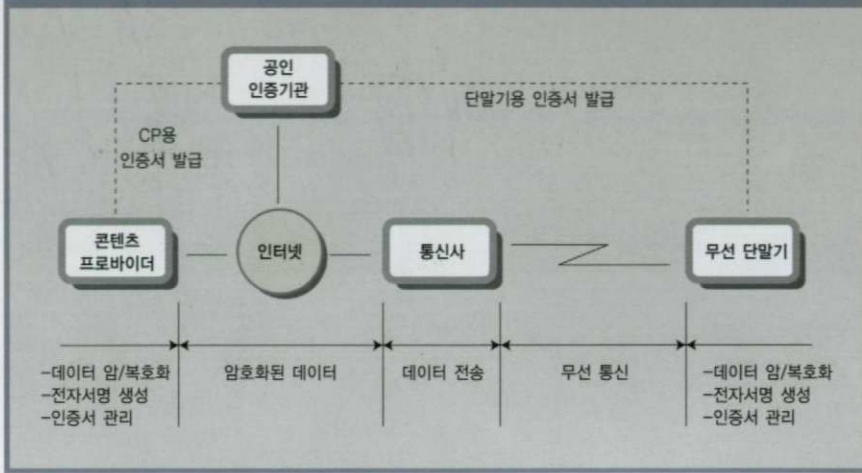 공인
인증기관
단말기용 인증서 발급
CP용
인증서 발급
콘텐츠
프로바이더
인터넷
통신사
무선 단말기
-데이터 암/복호화
-전자서명 생성
-인증서 관리
암호화된 데이터
데이터 전송
무선 통신
-데이터 암/복호화
-전자서명 생성
-인증서 관리